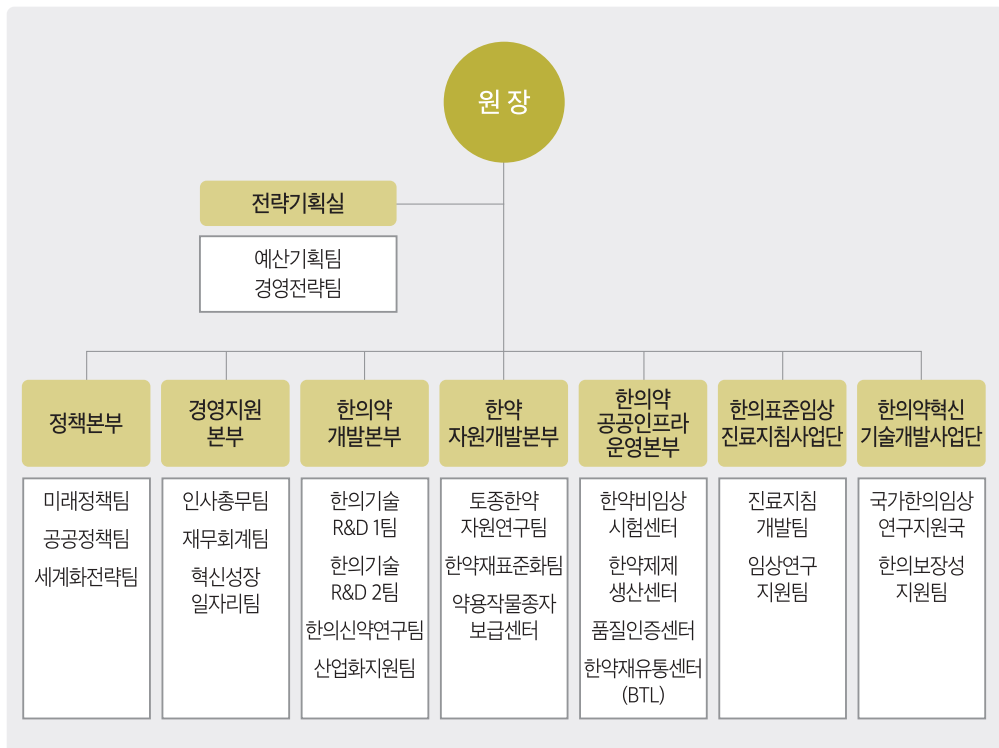 원 장
전략기획실
예산기획팀
경영전략팀
정책본부
미래정책팀
공공정책팀
세계화전략팀
경영지원
본부
인사총무팀
재무회계팀
혁신성장
일자리팀
한의약
개발본부
한의기술
R&D 1팀
한의기술
R&D 2팀
한의신약연구팀
산업화지원팀
한약
자원개발본부
토종한약
자원연구팀
한약재표준화팀
약용작물종자
보급센터
한의약
공공인프라
운영본부
한약비임상
시험센터
한약제제
생산센터
품질인증센터
한약재유통센터
(BTL)
한의표준임상
진료지침사업단
진료지침
개발팀
임상연구
지원팀
한의약혁신
기술개발사업단
국가한의임상
연구지원국
한의보장성
지원팀